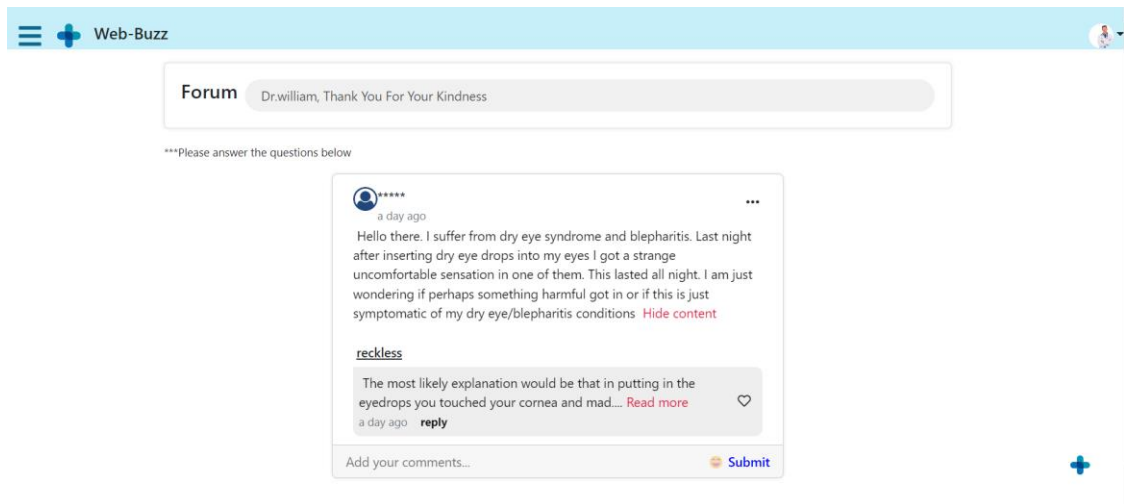 Web-Buzz
Forum
Dr.william, Thank You For Your Kindness
***Please answer the questions below
*****
a day ago
Hello there. I suffer from dry eye syndrome and blepharitis. Last night
after inserting dry eye drops into my eyes I got a strange
uncomfortable sensation in one of them. This lasted all night. I am just
wondering if perhaps something harmful got in or if this is just
symptomatic of my dry eye/blepharitis conditions Hide content
reckless
The most likely explanation would be that in putting in the
eyedrops you touched your cornea and mad.... Read more
a day ago reply
Add your comments... Submit